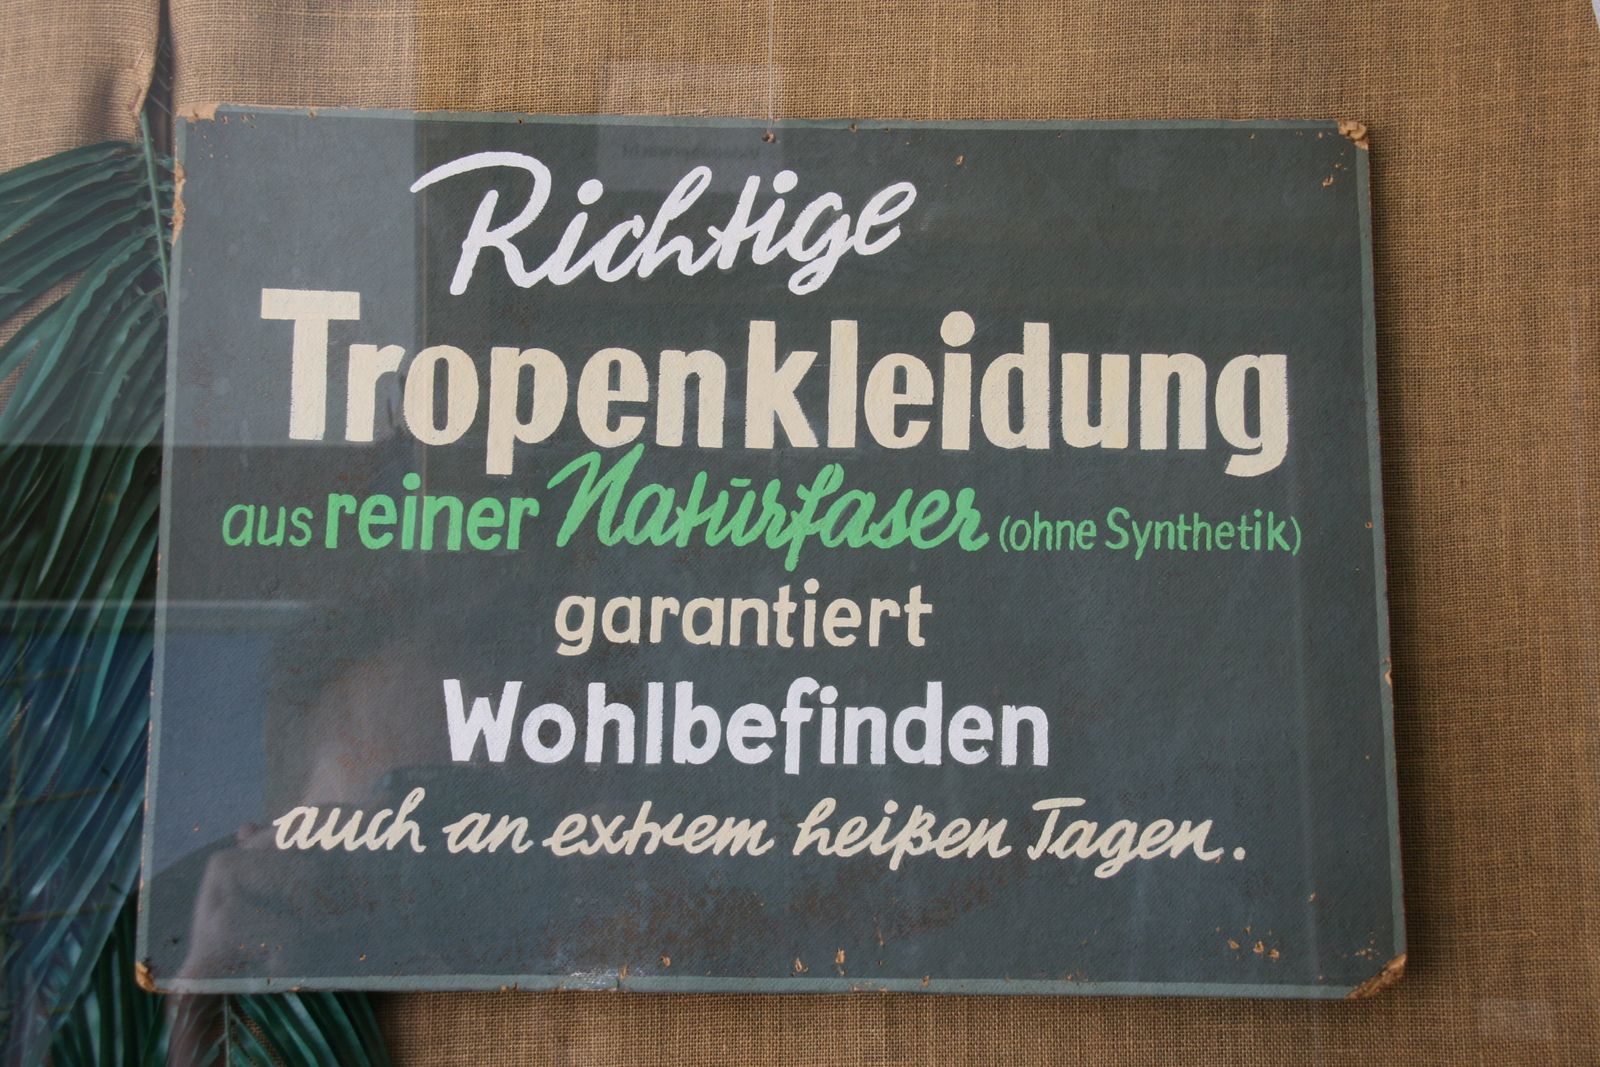 Richtige
Tropenkleidung
aus reiner Naturfaser (ohne Synthetik)
garantiert
Wohlbefinden
auch an extrem heißen Tagen.